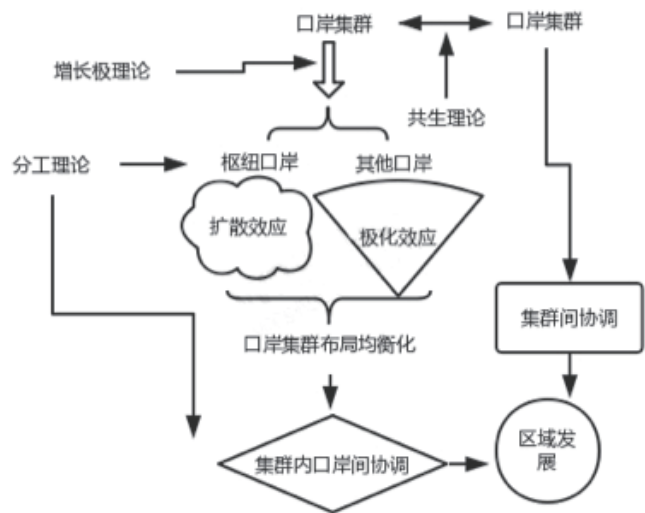 口岸集群
口岸集群
增长极理论
共生理论
分工理论
枢纽口岸
其他口岸
扩散效应
极化效应
集群间协调
口岸集群布局均衡化
区域发
展
集群内口岸间协调